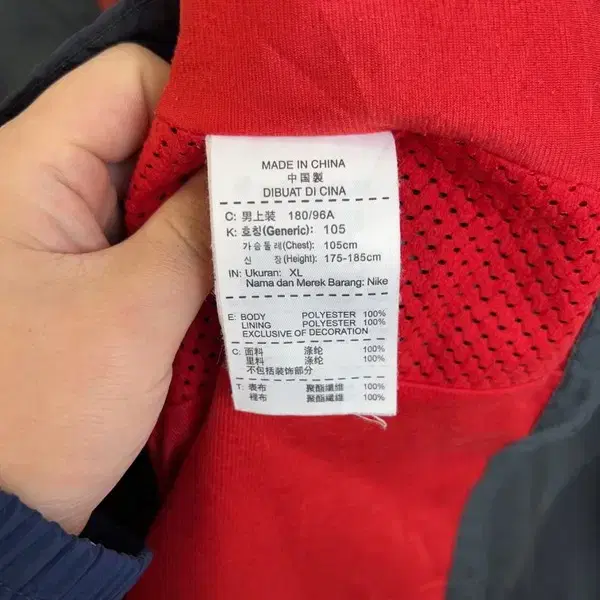 MADE IN CHINA
中国製
DIBUAT DI CINA
C: 男上装 180/96A
K: 호칭(Generic): 105
가슴둘레(Chest): 105cm
신 장(Height): 175-185cm
IN: Ukuran: XL
Nama dan Merek Barang: Nike
E: BODY POLYESTER 100%
LINING POLYESTER 100%
EXCLUSIVE OF DECORATION
C: 面料 涤纶 100%
里料 涤纶 100%
不包括装饰部分
T: 表布 聚酯纖維 100%
裡布 聚酯纖維 100%